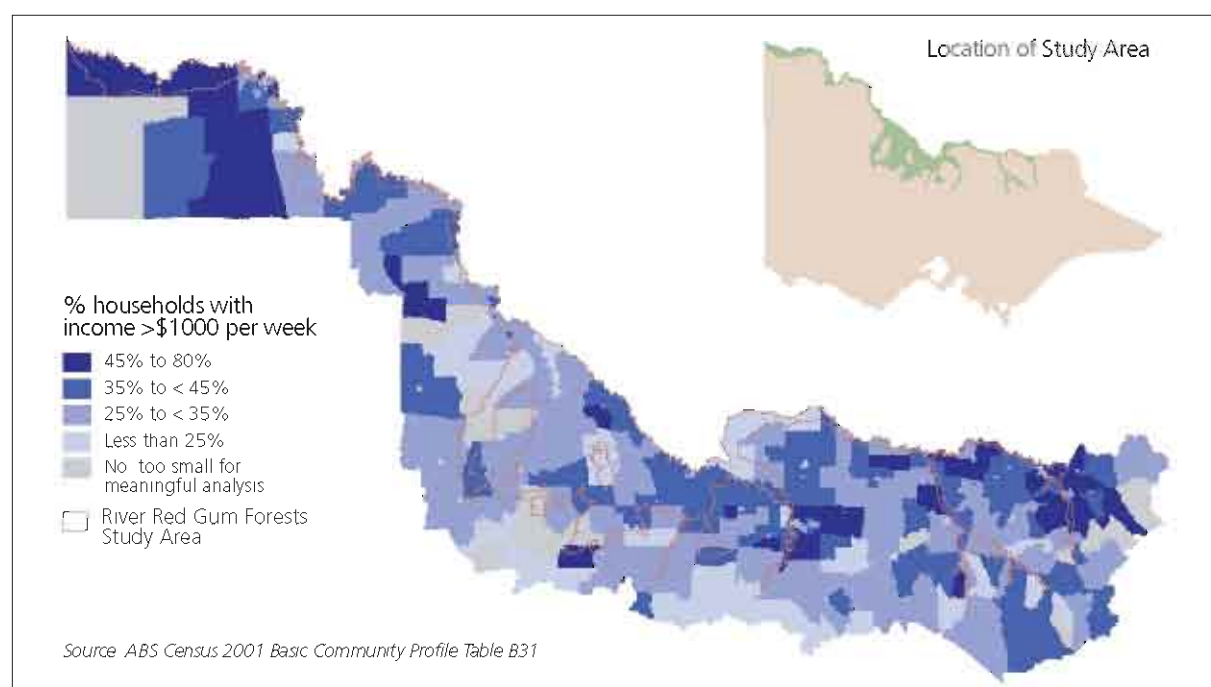 Location of Study Area
% households with
income >$1000 per week
45% to 80%
35% to < 45%
25% to < 35%
Less than 25%
No too small for
meaningful analysis
River Red Gum Forests
Study Area
Source ABS Census 2001 Basic Community Profile Table B31